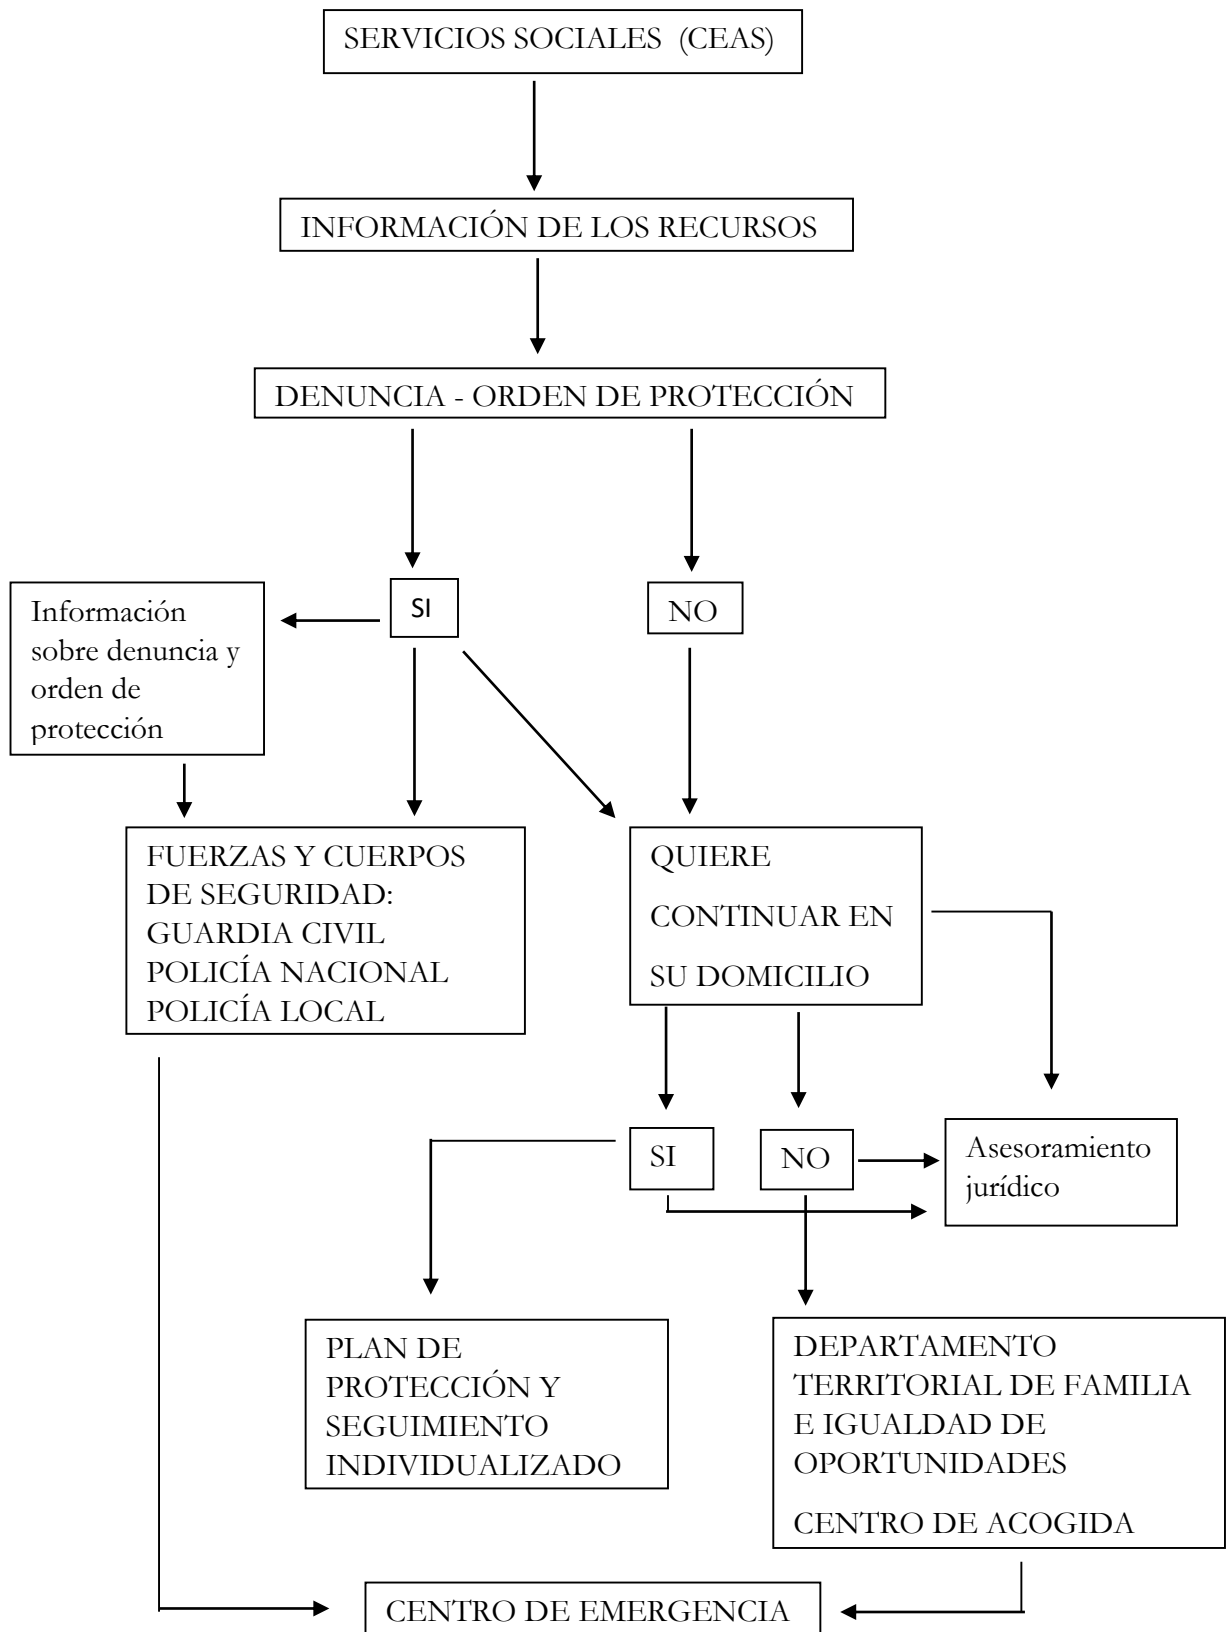 SERVICIOS SOCIALES (CEAS)
INFORMACIÓN DE LOS RECURSOS
DENUNCIA - ORDEN DE PROTECCIÓN
SI
NO
Información
sobre denuncia y
orden de
protección
FUERZAS Y CUERPOS
DE SEGURIDAD:
GUARDIA CIVIL
POLICÍA NACIONAL
POLICÍA LOCAL
QUIERE
CONTINUAR EN
SU DOMICILIO
SI
NO
Asesoramiento
jurídico
PLAN DE
PROTECCIÓN Y
SEGUIMIENTO
INDIVIDUALIZADO
DEPARTAMENTO
TERRITORIAL DE FAMILIA
E IGUALDAD DE
OPORTUNIDADES
CENTRO DE ACOGIDA
CENTRO DE EMERGENCIA